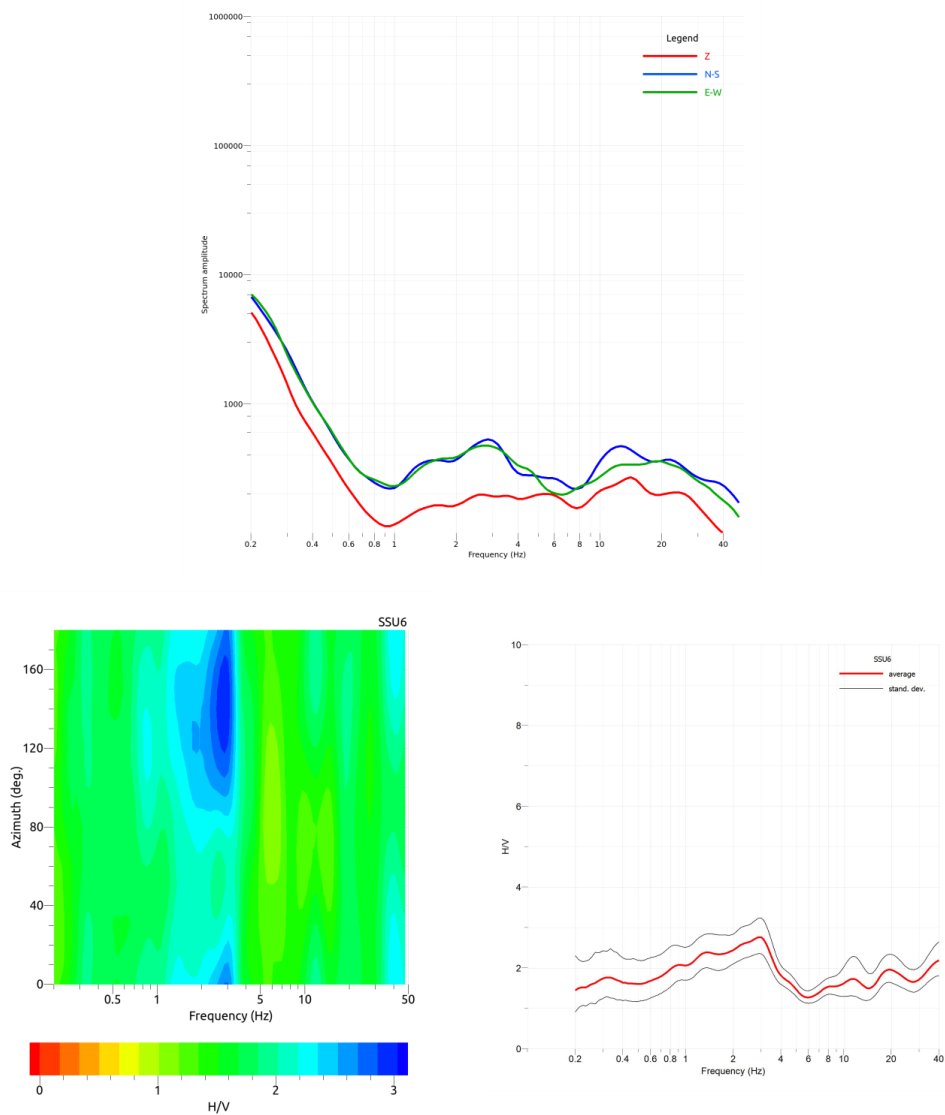 1000000
100000
10000
1000
Spectrum amplitude
Legend
Z
N-S
E-W
0.2 0.4 0.6 0.8 1 2 4 6 8 10 20 40
Frequency (Hz)
SSU6
160
120
80
40
0
Azimuth (deg.)
0.5 1 5 10 50
Frequency (Hz)
0 1 2 3
H/V
10
8
6
4
2
0
H/V
SSU6
average
stand. dev.
0.2 0.4 0.6 0.8 1 2 4 6 8 10 20 40
Frequency (Hz)